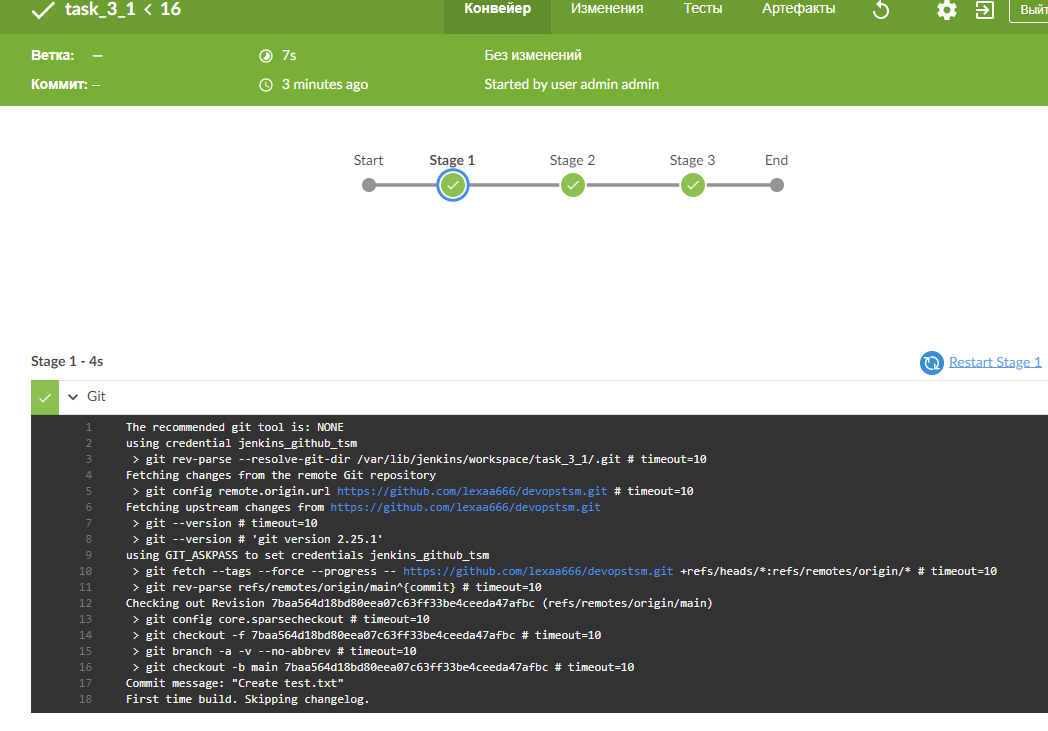 task_3_1 < 16 Конвейер Изменения Тесты Артефакты
Ветка: — 7s Без изменений
Коммит: — 3 minutes ago Started by user admin admin
Start Stage 1 Stage 2 Stage 3 End
Stage 1 - 4s Restart Stage 1
Git
1 The recommended git tool is: NONE
2 using credential jenkins_github_tsm
3 > git rev-parse --resolve-git-dir /var/lib/jenkins/workspace/task_3_1/.git # timeout=10
4 Fetching changes from the remote Git repository
5 > git config remote.origin.url https://github.com/lexaa666/devopstsm.git # timeout=10
6 Fetching upstream changes from https://github.com/lexaa666/devopstsm.git
7 > git --version # timeout=10
8 > git --version # 'git version 2.25.1'
9 using GIT_ASKPASS to set credentials jenkins_github_tsm
10 > git fetch --tags --force --progress -- https://github.com/lexaa666/devopstsm.git +refs/heads/*:refs/remotes/origin/* # timeout=10
11 > git rev-parse refs/remotes/origin/main^{commit} # timeout=10
12 Checking out Revision 7baa564d18bd80eea07c63ff33be4ceeda47afbc (refs/remotes/origin/main)
13 > git config core.sparsecheckout # timeout=10
14 > git checkout -f 7baa564d18bd80eea07c63ff33be4ceeda47afbc # timeout=10
15 > git branch -a -v --no-abbrev # timeout=10
16 > git checkout -b main 7baa564d18bd80eea07c63ff33be4ceeda47afbc # timeout=10
17 Commit message: "Create test.txt"
18 First time build. Skipping changelog.